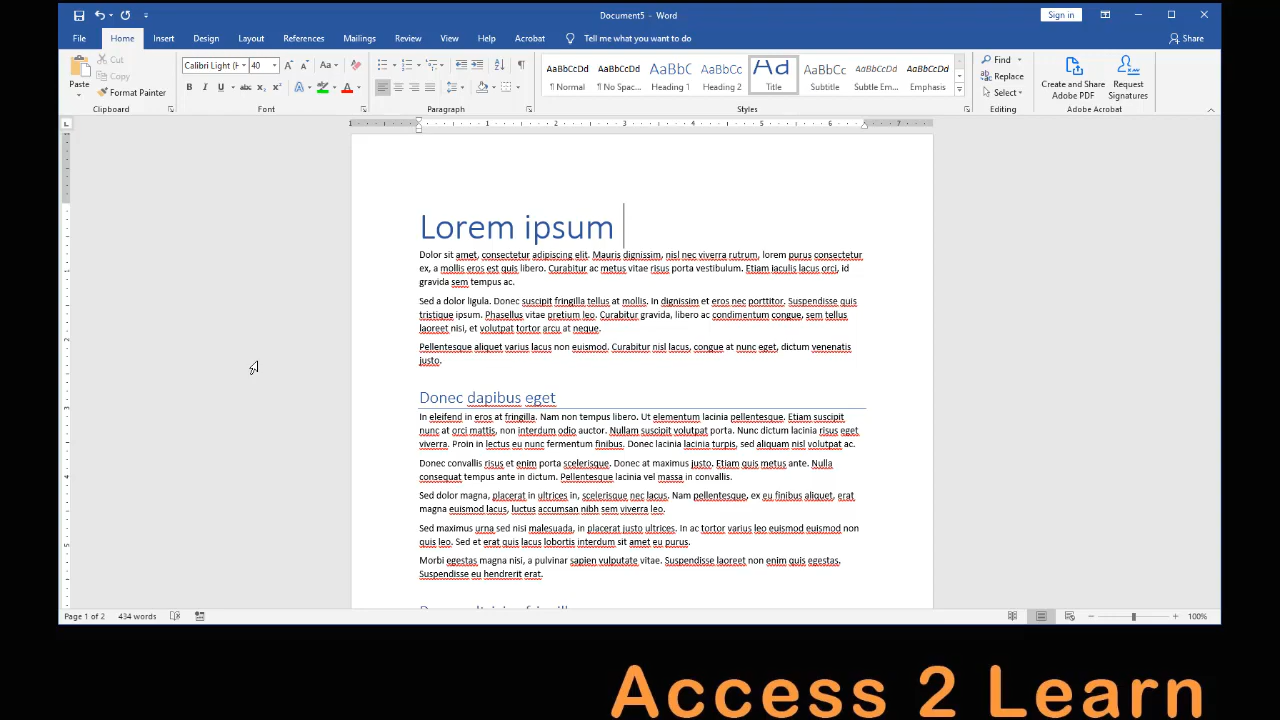 Document5 - Word
Sign in
File Home Insert Design Layout References Mailings Review View Help Acrobat Tell me what you want to do Share
Paste
Cut
Copy
Format Painter
Clipboard
Calibri Light (H 40
Font
Paragraph
AaBbCcDd AaBbCcDd AaBbC AaBbCc AaD AaBbCc AaBbCcDd AaBbCcDd
¶ Normal ¶ No Spac... Heading 1 Heading 2 Title Subtitle Subtle Em... Emphasis
Styles
Find
Replace
Select
Editing
Create and Share Adobe PDF
Request Signatures
Adobe Acrobat
1 1 2 3 4 5 6 7
Lorem ipsum
Dolor sit amet, consectetur adipiscing elit. Mauris dignissim, nisl nec viverra rutrum, lorem purus consectetur
ex, a mollis eros est quis libero. Curabitur ac metus vitae risus porta vestibulum. Etiam iaculis lacus orci, id
gravida sem tempus ac.
Sed a dolor ligula. Donec suscipit fringilla tellus at mollis. In dignissim et eros nec porttitor. Suspendisse quis
tristique ipsum. Phasellus vitae pretium leo. Curabitur gravida, libero ac condimentum congue, sem tellus
laoreet nisi, et volutpat tortor arcu at neque.
Pellentesque aliquet varius lacus non euismod. Curabitur nisl lacus, congue at nunc eget, dictum venenatis
justo.
Donec dapibus eget
In eleifend in eros at fringilla. Nam non tempus libero. Ut elementum lacinia pellentesque. Etiam suscipit
nunc at orci mattis, non interdum odio auctor. Nullam suscipit volutpat porta. Nunc dictum lacinia risus eget
viverra. Proin in lectus eu nunc fermentum finibus. Donec lacinia lacinia turpis, sed aliquam nisl volutpat ac.
Donec convallis risus et enim porta scelerisque. Donec at maximus justo. Etiam quis metus ante. Nulla
consequat tempus ante in dictum. Pellentesque lacinia vel massa in convallis.
Sed dolor magna, placerat in ultrices in, scelerisque nec lacus. Nam pellentesque, ex eu finibus aliquet, erat
magna euismod lacus, luctus accumsan nibh sem viverra leo.
Sed maximus urna sed nisi malesuada, in placerat justo ultrices. In ac tortor varius leo euismod euismod non
quis leo. Sed et erat quis lacus lobortis interdum sit amet eu purus.
Morbi egestas magna nisi, a pulvinar sapien vulputate vitae. Suspendisse laoreet non enim quis egestas.
Suspendisse eu hendrerit erat.
Page 1 of 2 434 words 100%
Access 2 Learn